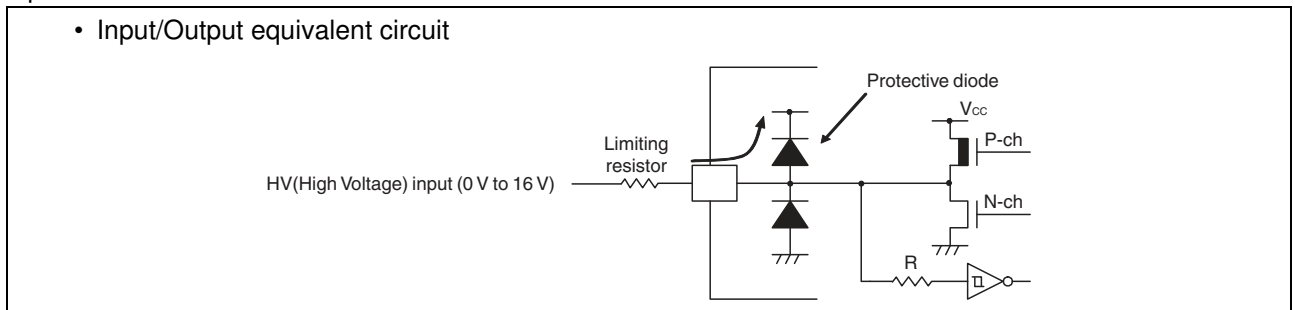 • Input/Output equivalent circuit
Protective diode
Vcc
P-ch
Limiting
resistor
HV(High Voltage) input (0 V to 16 V)
N-ch
R